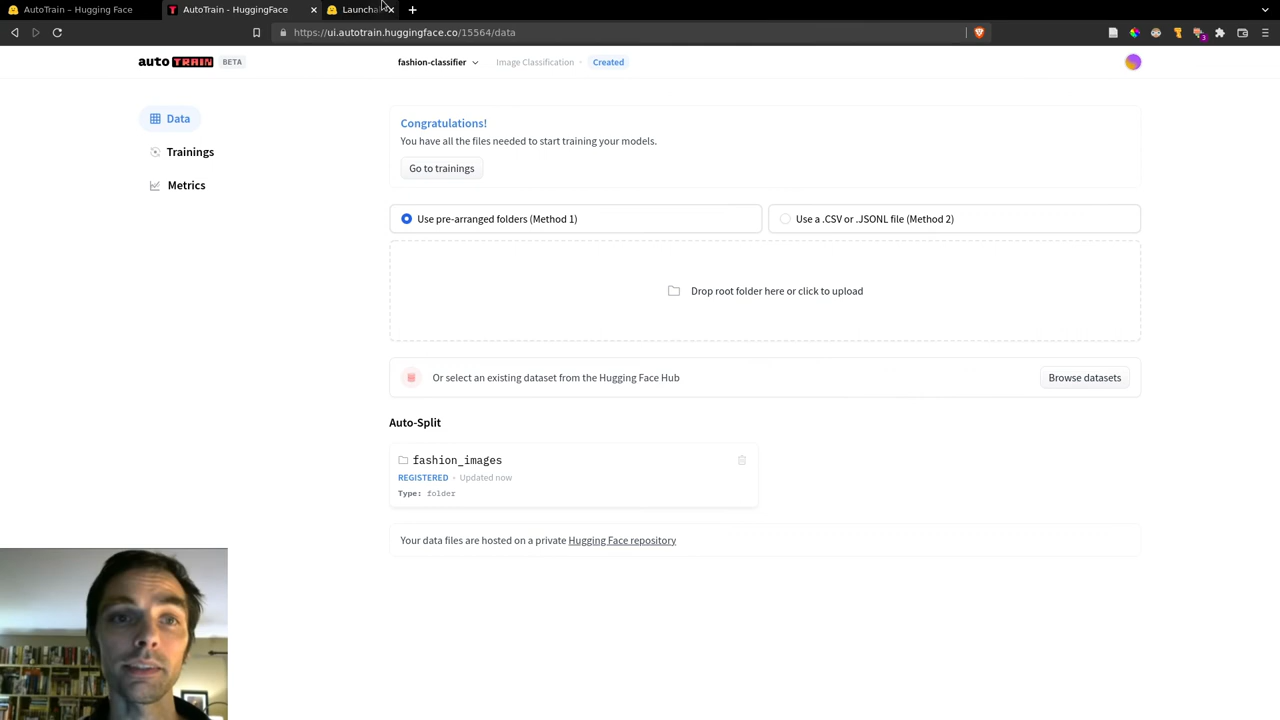 AutoTrain – Hugging Face
AutoTrain - HuggingFace
Launcha
https://ui.autotrain.huggingface.co/15564/data
3
auto TRAIN BETA
fashion-classifier
Image Classification
Created
Data
Trainings
Metrics
Congratulations!
You have all the files needed to start training your models.
Go to trainings
Use pre-arranged folders (Method 1)
Use a .CSV or .JSONL file (Method 2)
Drop root folder here or click to upload
Or select an existing dataset from the Hugging Face Hub
Browse datasets
Auto-Split
fashion_images
REGISTERED • Updated now
Type: folder
Your data files are hosted on a private Hugging Face repository